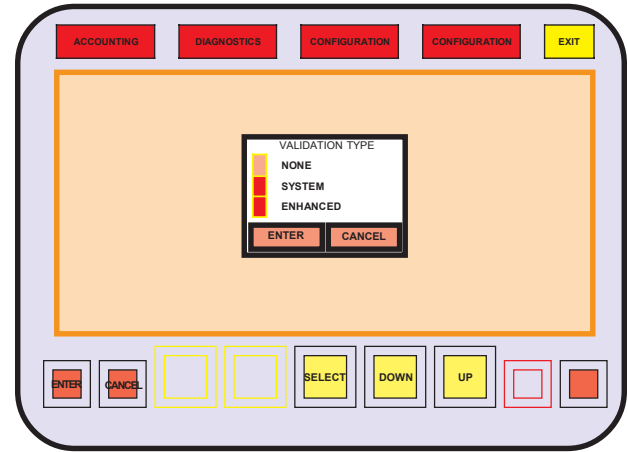 ACCOUNTING DIAGNOSTICS CONFIGURATION CONFIGURATION EXIT
VALIDATION TYPE
NONE
SYSTEM
ENHANCED
ENTER CANCEL
ENTER CANCEL SELECT DOWN UP